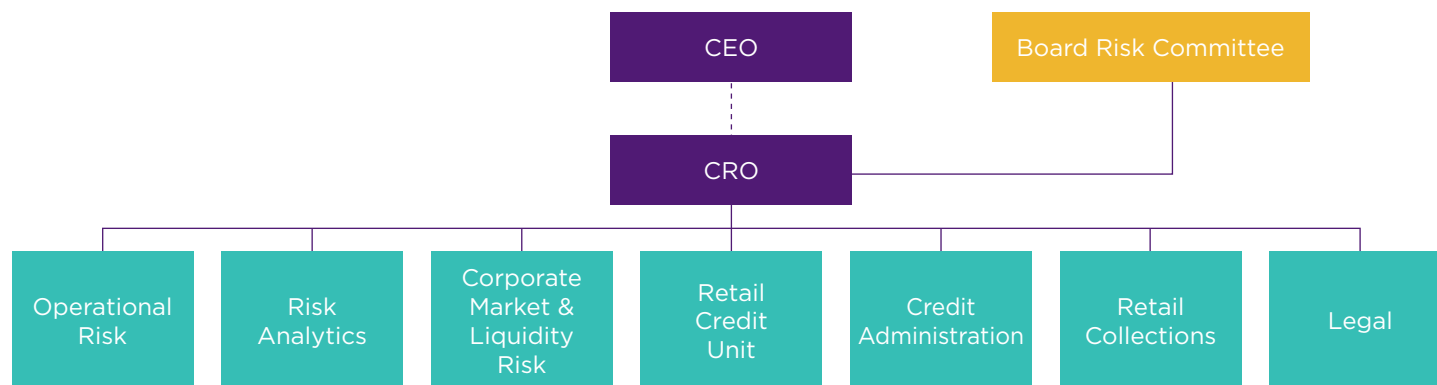 CEO
Board Risk Committee
CRO
Operational
Risk
Risk
Analytics
Corporate
Market &
Liquidity
Risk
Retail
Credit
Unit
Credit
Administration
Retail
Collections
Legal